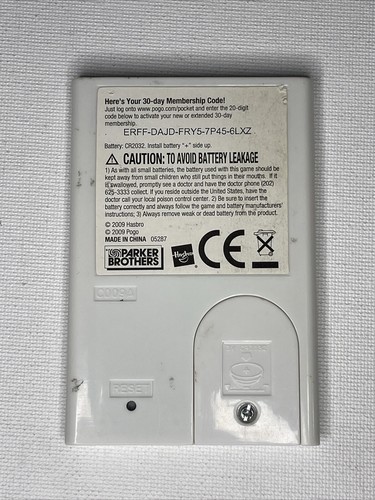 Here's Your 30-day Membership Code!
Just log onto www.pogo.com/pocket and enter the 20-digit
code below to activate your new or extended 30-day
membership.
ERFF-DAJD-FRY5-7P45-6LXZ
Battery: CR2032. Install battery "+" side up.
⚠ CAUTION: TO AVOID BATTERY LEAKAGE
1) As with all small batteries, the battery used with this game should be
kept away from small children who still put things in their mouths. If it
is swallowed, promptly see a doctor and have the doctor phone (202)
625-3333 collect. If you reside outside the United States, have the
doctor call your local poison control center. 2) Be sure to insert the
battery correctly and always follow the game and battery manufacturers'
instructions; 3) Always remove weak or dead battery from the product.
© 2009 Hasbro
© 2009 Pogo
MADE IN CHINA 05287
PARKER BROTHERS
Hasbro
CE
RESET